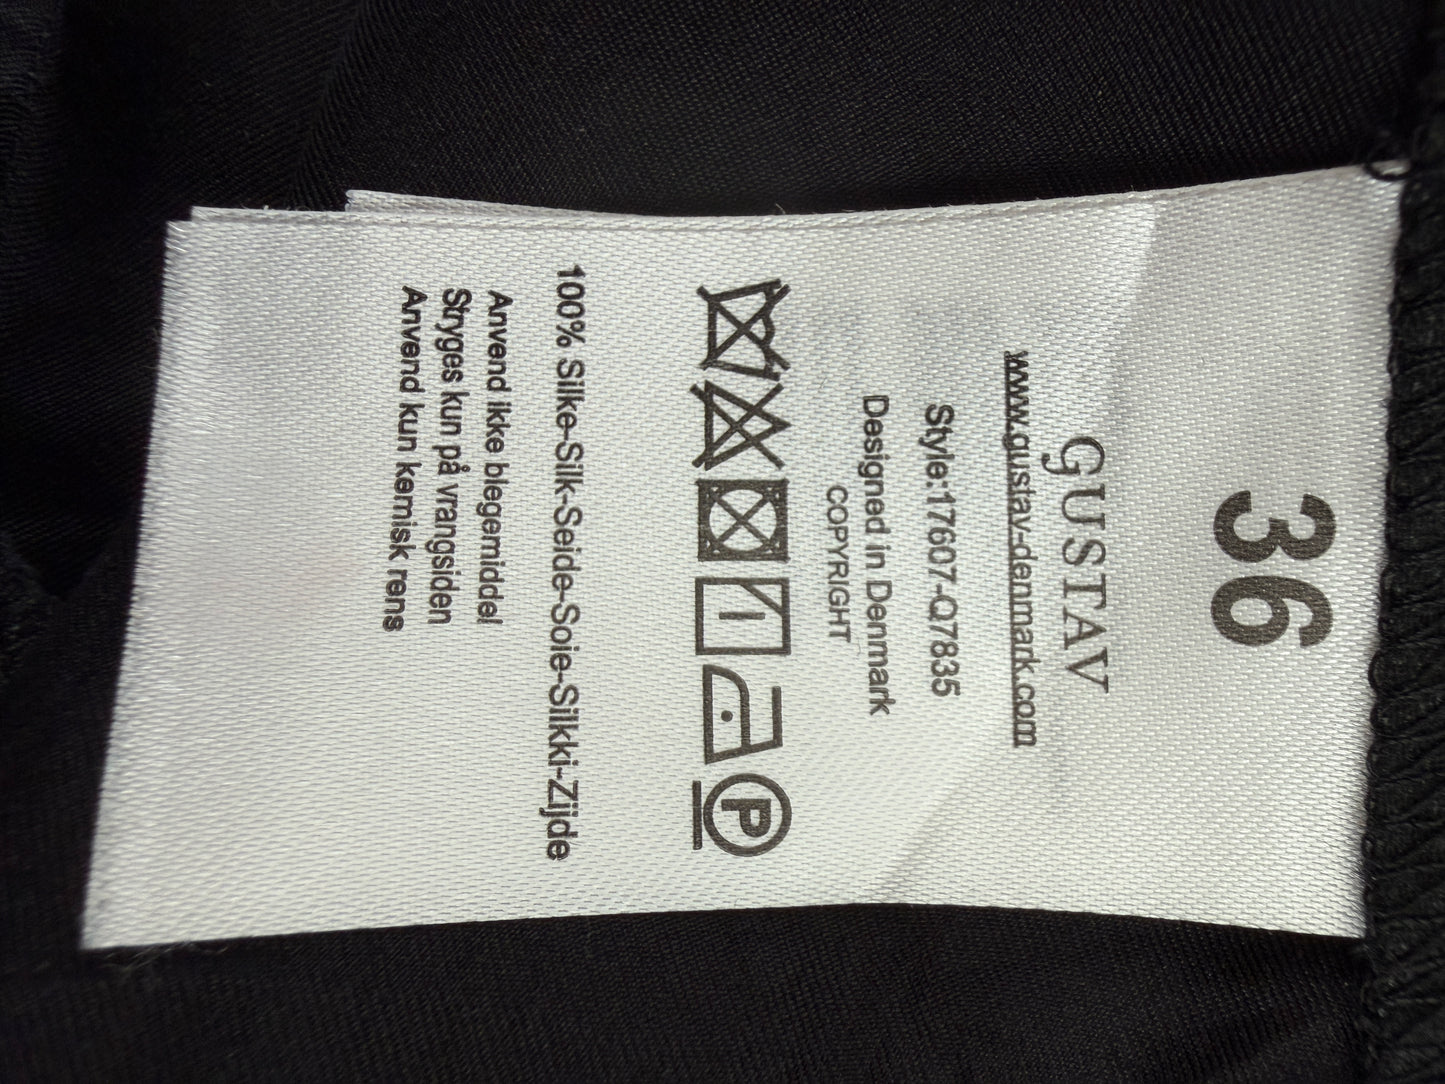 36
GUSTAV
www.gustav-denmark.com
Style:17607-Q7835
Designed in Denmark
COPYRIGHT
P
100% Silke-Silk-Seide-Soie-Silkki-Zijde
Anvend ikke blegemiddel
Stryges kun på vrangsiden
Anvend kun kemisk rens